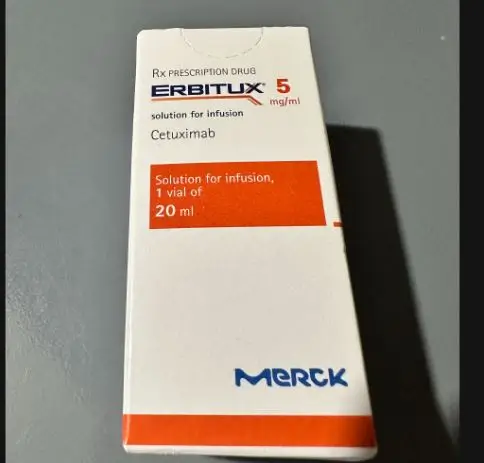 Rx PRESCRIPTION DRUG
ERBITUX® 5
mg/ml
solution for infusion
Cetuximab
Solution for infusion,
1 vial of
20 ml
MERCK